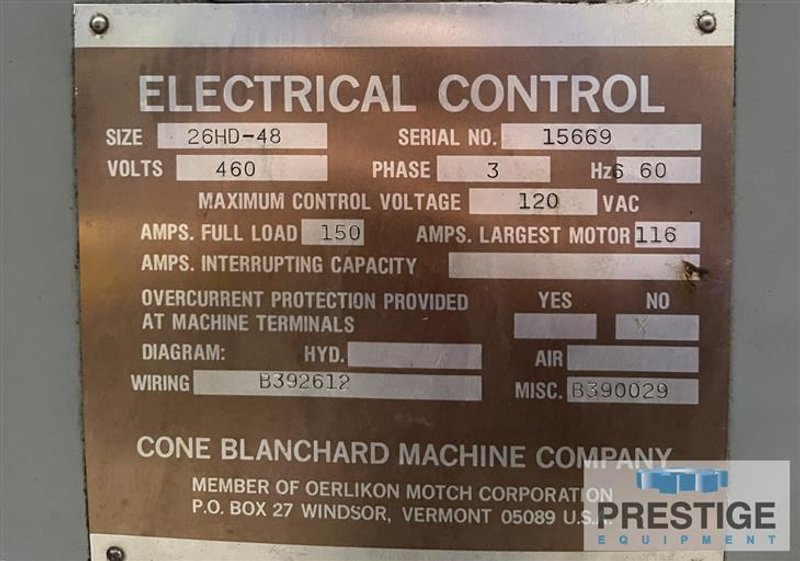 ELECTRICAL CONTROL
SIZE 26HD-48 SERIAL NO. 15669
VOLTS 460 PHASE 3 Hz6 60
MAXIMUM CONTROL VOLTAGE 120 VAC
AMPS. FULL LOAD 150 AMPS. LARGEST MOTOR 116
AMPS. INTERRUPTING CAPACITY
OVERCURRENT PROTECTION PROVIDED YES NO
AT MACHINE TERMINALS X
DIAGRAM: HYD. AIR
WIRING B392612 MISC. B390029
CONE BLANCHARD MACHINE COMPANY
MEMBER OF OERLIKON MOTCH CORPORATION
P.O. BOX 27 WINDSOR, VERMONT 05089 U.S.A.
PRESTIGE
EQUIPMENT